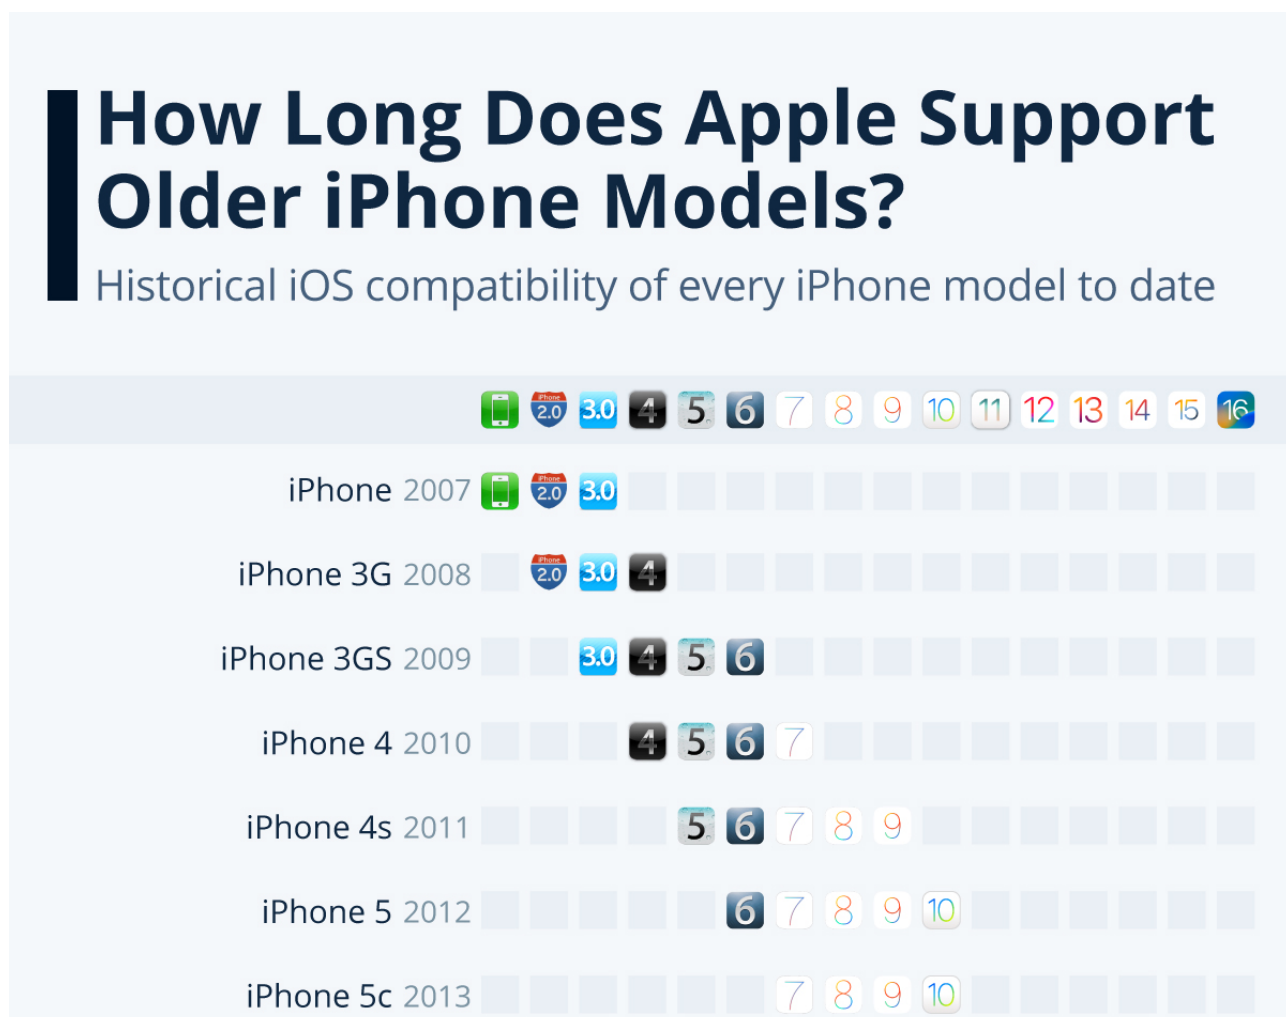 How Long Does Apple Support
Older iPhone Models?
Historical iOS compatibility of every iPhone model to date
iPhone 2.0 3.0 4 5 6 7 8 9 10 11 12 13 14 15 16
iPhone 2007 iPhone 2.0 3.0
iPhone 3G 2008 iPhone 2.0 3.0 4
iPhone 3GS 2009 3.0 4 5 6
iPhone 4 2010 4 5 6 7
iPhone 4s 2011 5 6 7 8 9
iPhone 5 2012 6 7 8 9 10
iPhone 5c 2013 7 8 9 10